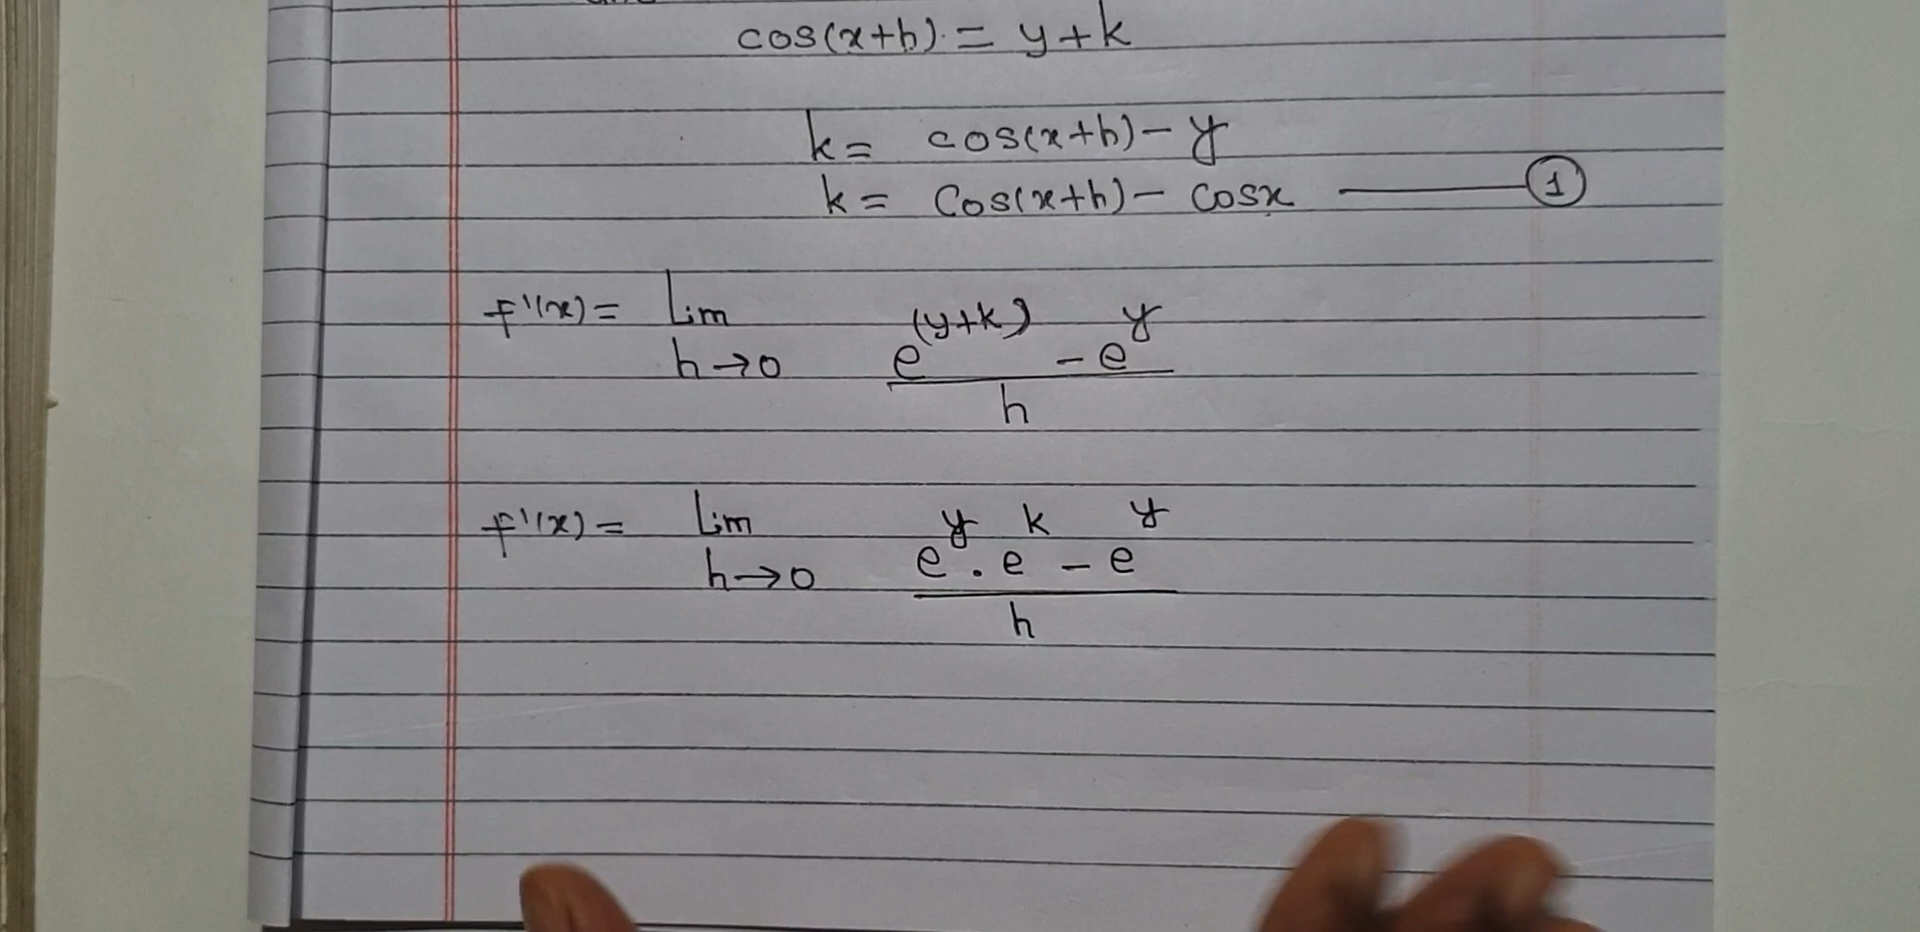 cos(x+h) = y+k
k = cos(x+h) - y
k = Cos(x+h) - cosx ——— ①
f'(x) = Lim h→0 (e^(y+k) - e^y)/h
f'(x) = Lim h→0 (e^y . e^k - e^y)/h